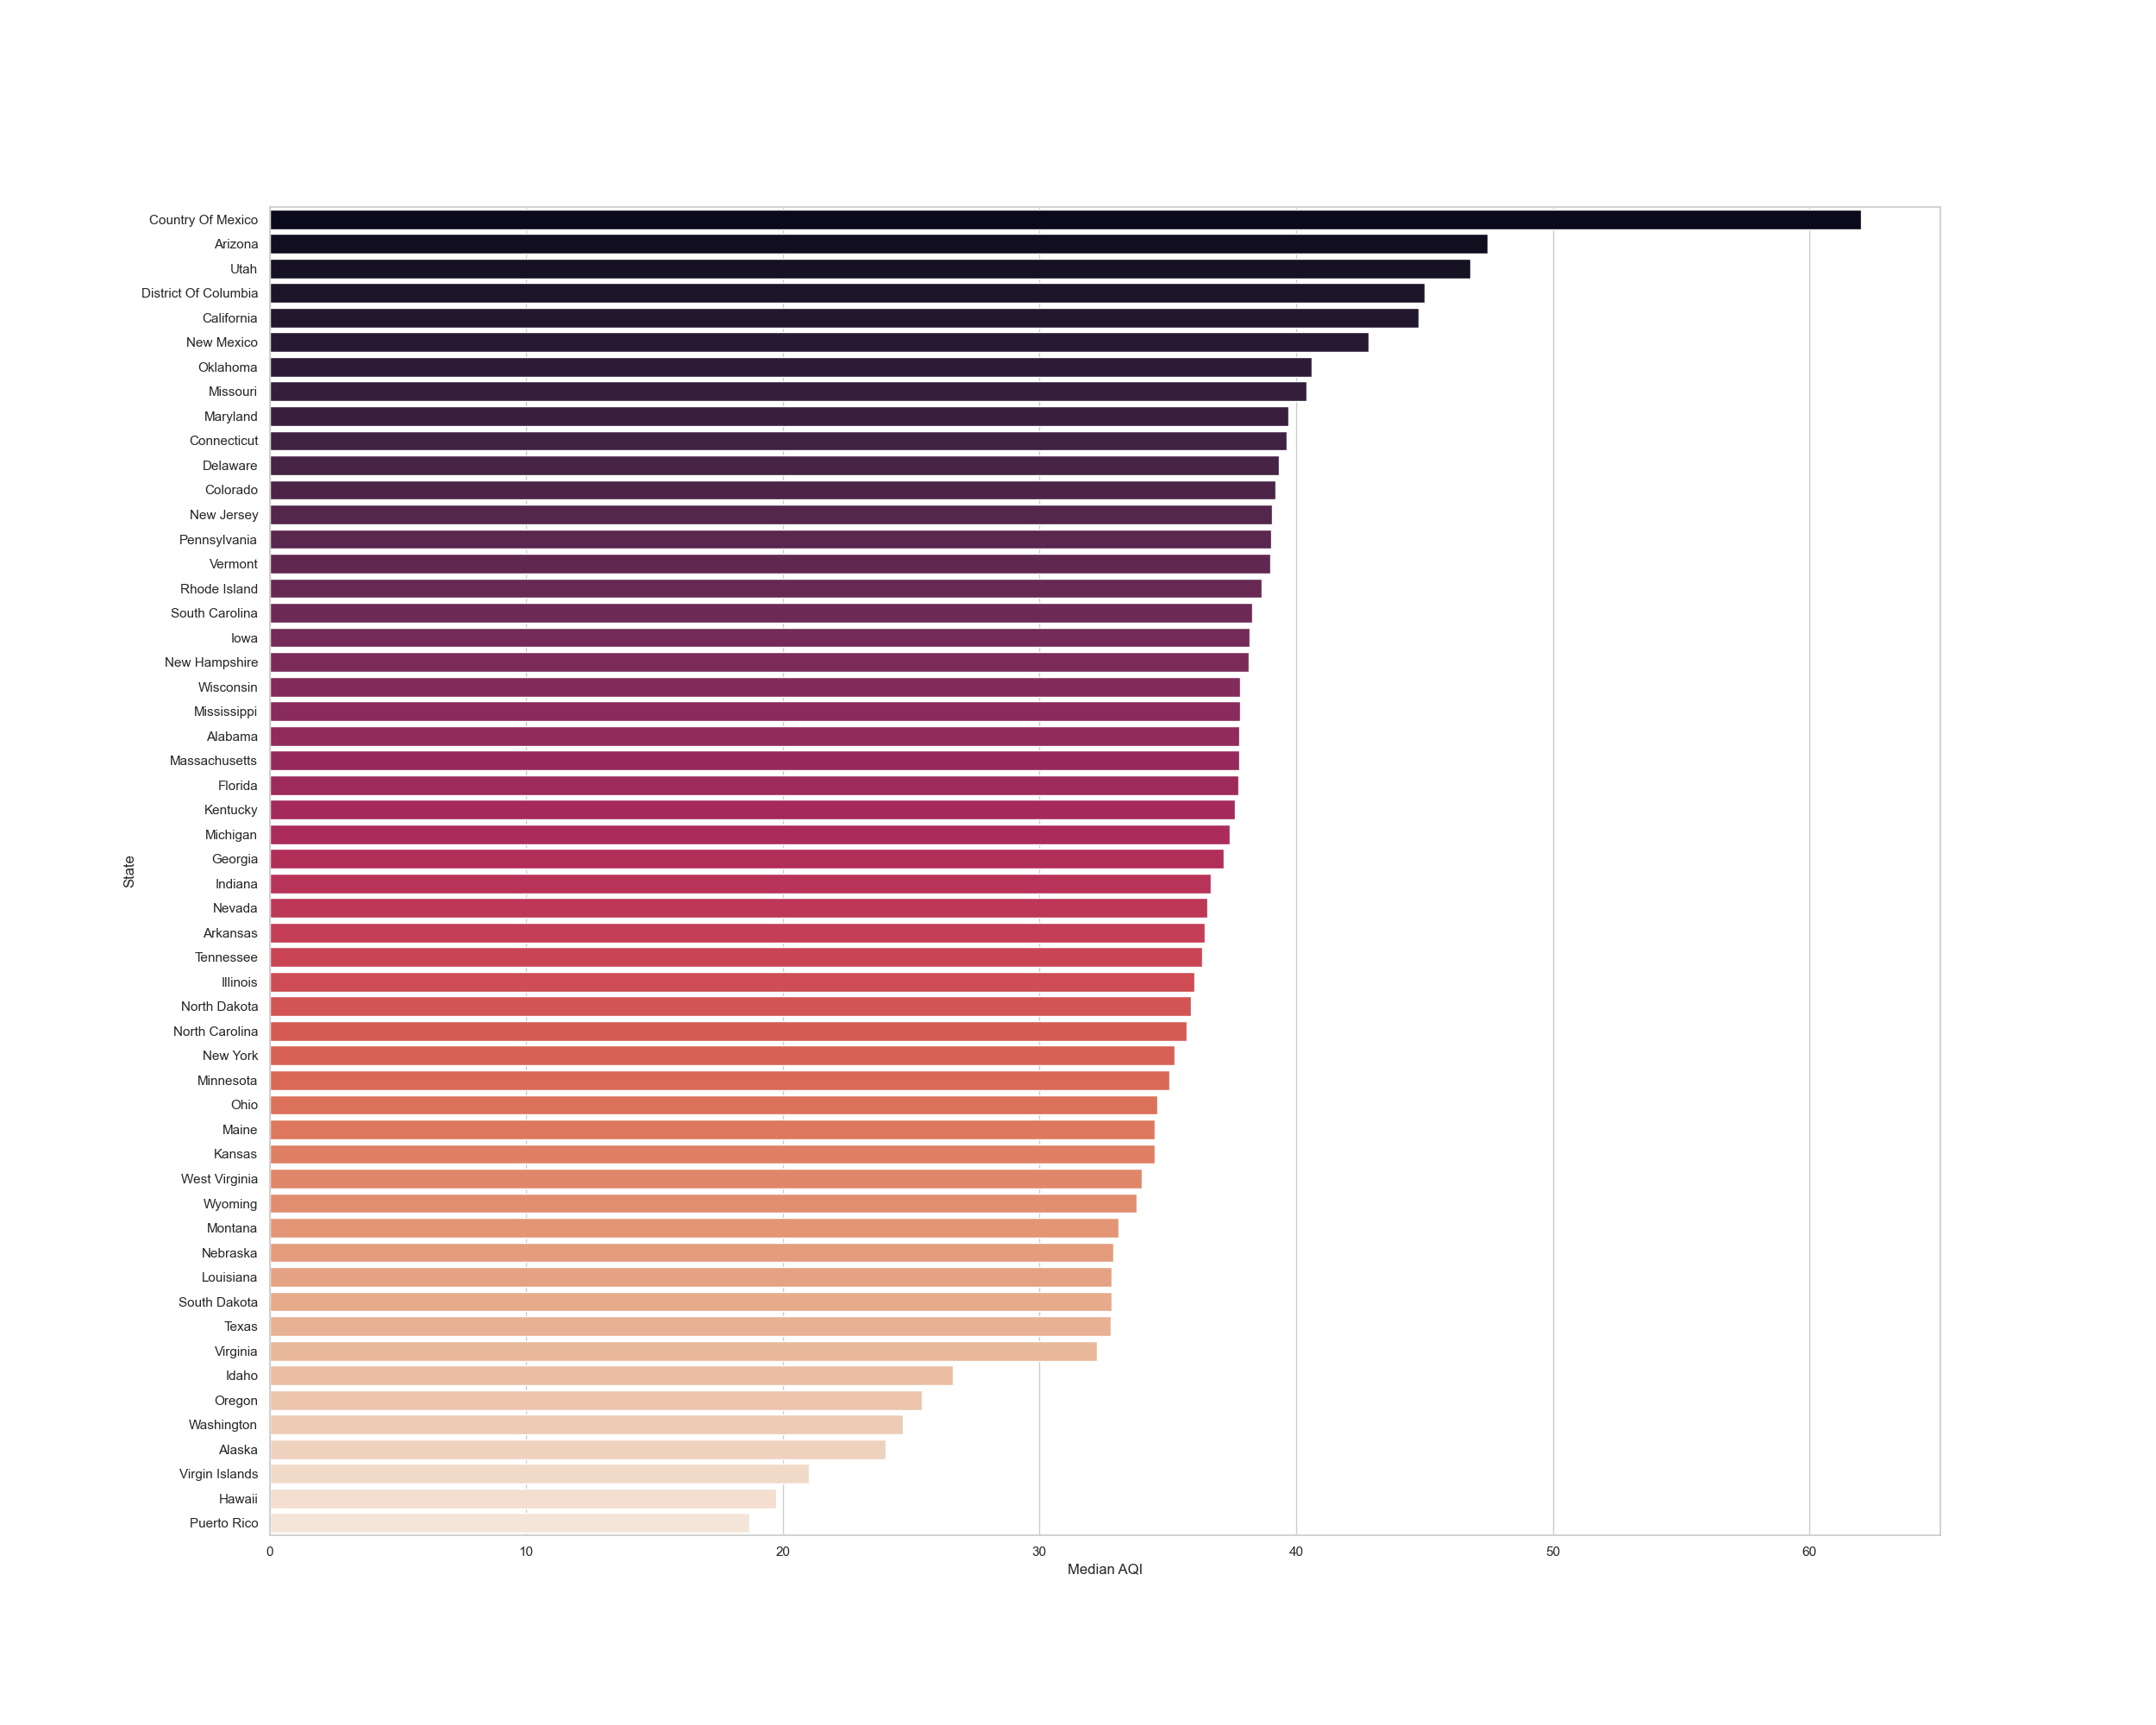 Country Of Mexico
Arizona
Utah
District Of Columbia
California
New Mexico
Oklahoma
Missouri
Maryland
Connecticut
Delaware
Colorado
New Jersey
Pennsylvania
Vermont
Rhode Island
South Carolina
Iowa
New Hampshire
Wisconsin
Mississippi
Alabama
Massachusetts
Florida
Kentucky
Michigan
Georgia
Indiana
Nevada
Arkansas
Tennessee
Illinois
North Dakota
North Carolina
New York
Minnesota
Ohio
Maine
Kansas
West Virginia
Wyoming
Montana
Nebraska
Louisiana
South Dakota
Texas
Virginia
Idaho
Oregon
Washington
Alaska
Virgin Islands
Hawaii
Puerto Rico
State
0 10 20 30 40 50 60
Median AQI